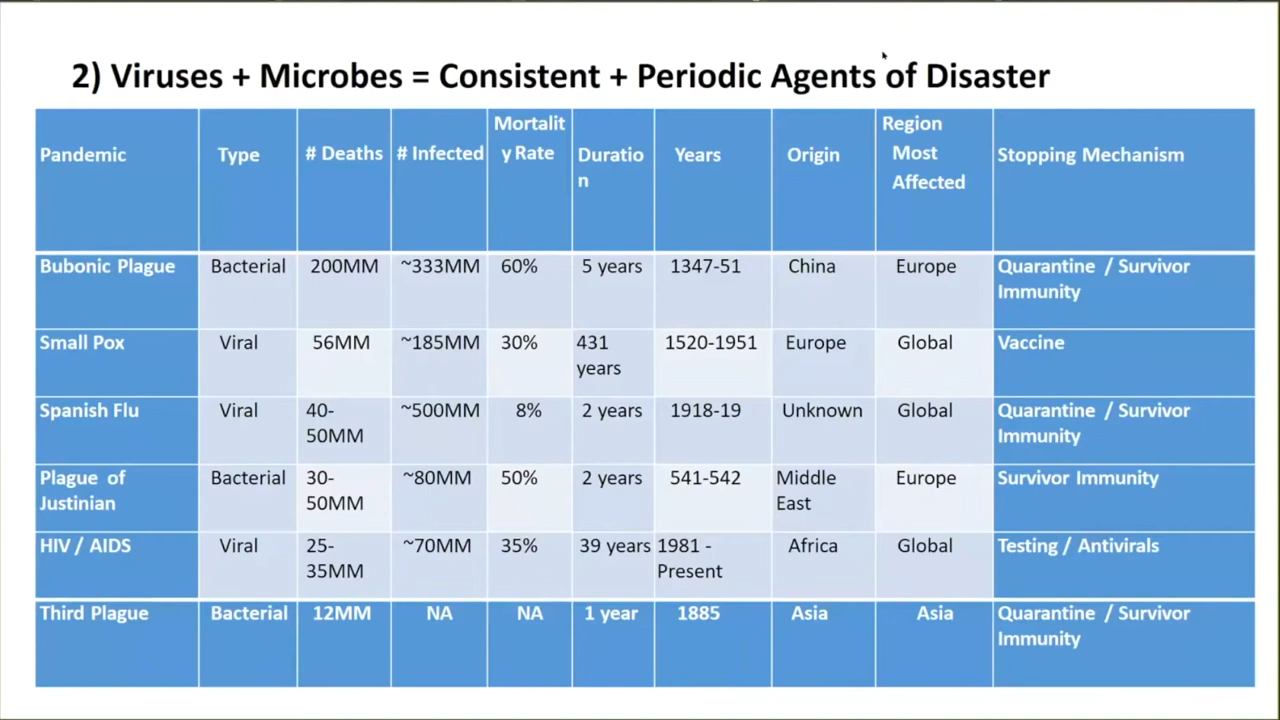 2) Viruses + Microbes = Consistent + Periodic Agents of Disaster
Pandemic Type # Deaths # Infected Mortalit y Rate Duratio n Years Origin Region Most Affected Stopping Mechanism
Bubonic Plague Bacterial 200MM ~333MM 60% 5 years 1347-51 China Europe Quarantine / Survivor
Immunity
Small Pox Viral 56MM ~185MM 30% 431 1520-1951 Europe Global Vaccine
years
Spanish Flu Viral 40- ~500MM 8% 2 years 1918-19 Unknown Global Quarantine / Survivor
50MM Immunity
Plague of Bacterial 30- ~80MM 50% 2 years 541-542 Middle Europe Survivor Immunity
Justinian 50MM East
HIV / AIDS Viral 25- ~70MM 35% 39 years 1981 - Africa Global Testing / Antivirals
35MM Present
Third Plague Bacterial 12MM NA NA 1 year 1885 Asia Asia Quarantine / Survivor
Immunity